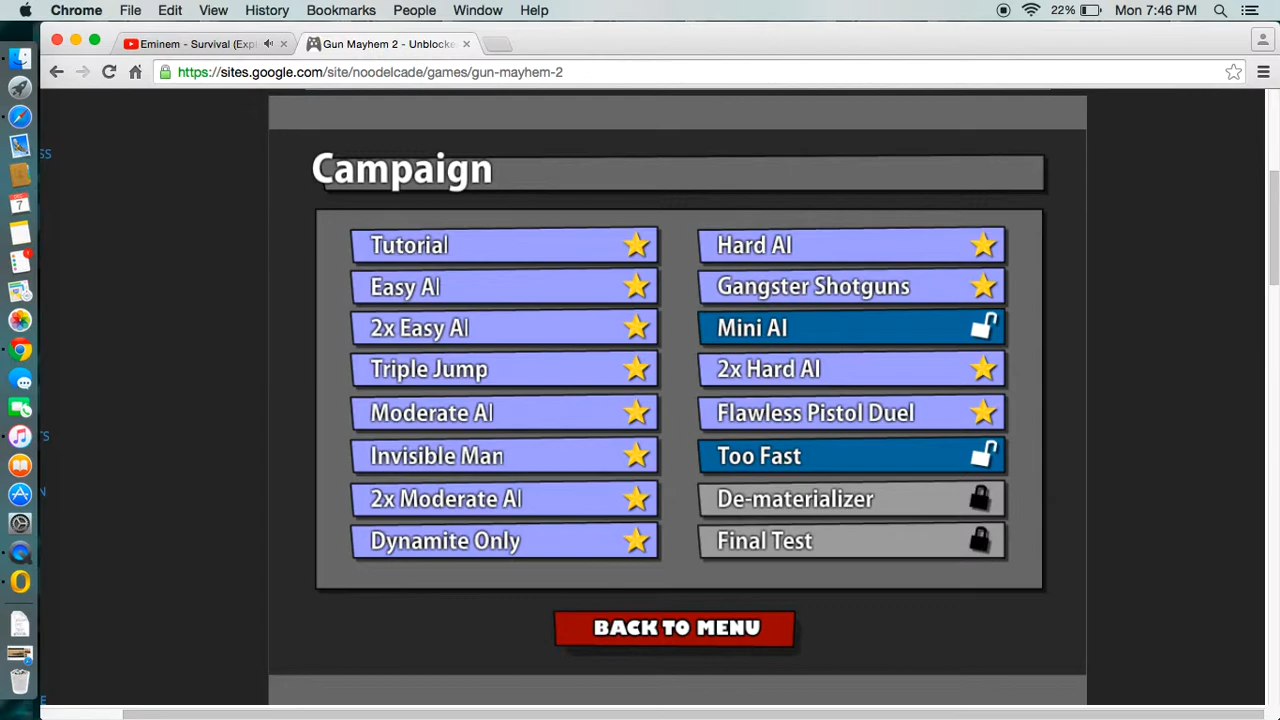 Chrome File Edit View History Bookmarks People Window Help 22% Mon 7:46 PM
Eminem - Survival (Exp Gun Mayhem 2 - Unblocke
https://sites.google.com/site/noodelcade/games/gun-mayhem-2
SS
Campaign
Tutorial
Easy AI
2x Easy AI
Triple Jump
Moderate AI
Invisible Man
2x Moderate AI
Dynamite Only
Hard AI
Gangster Shotguns
Mini AI
2x Hard AI
Flawless Pistol Duel
Too Fast
De-materializer
Final Test
BACK TO MENU
7
TS
N
E